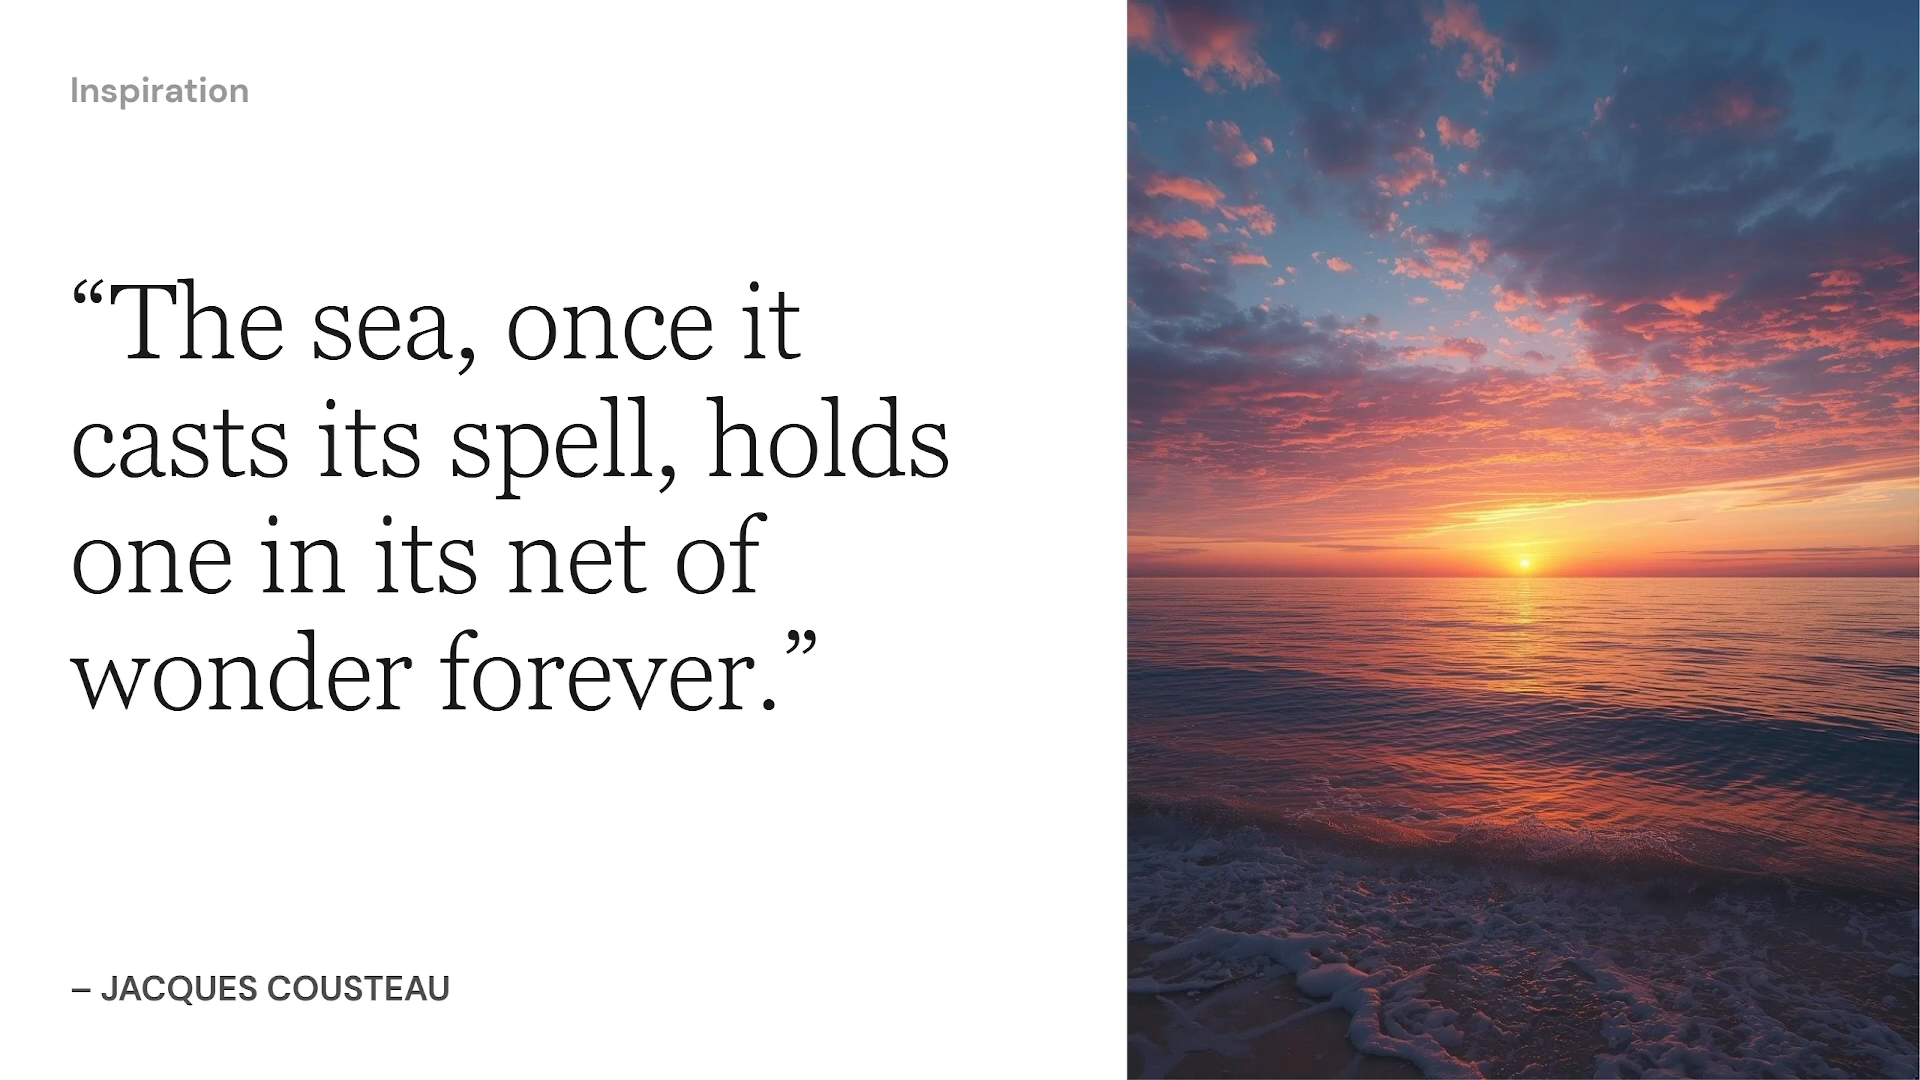 Inspiration
“The sea, once it
casts its spell, holds
one in its net of
wonder forever.”
– JACQUES COUSTEAU